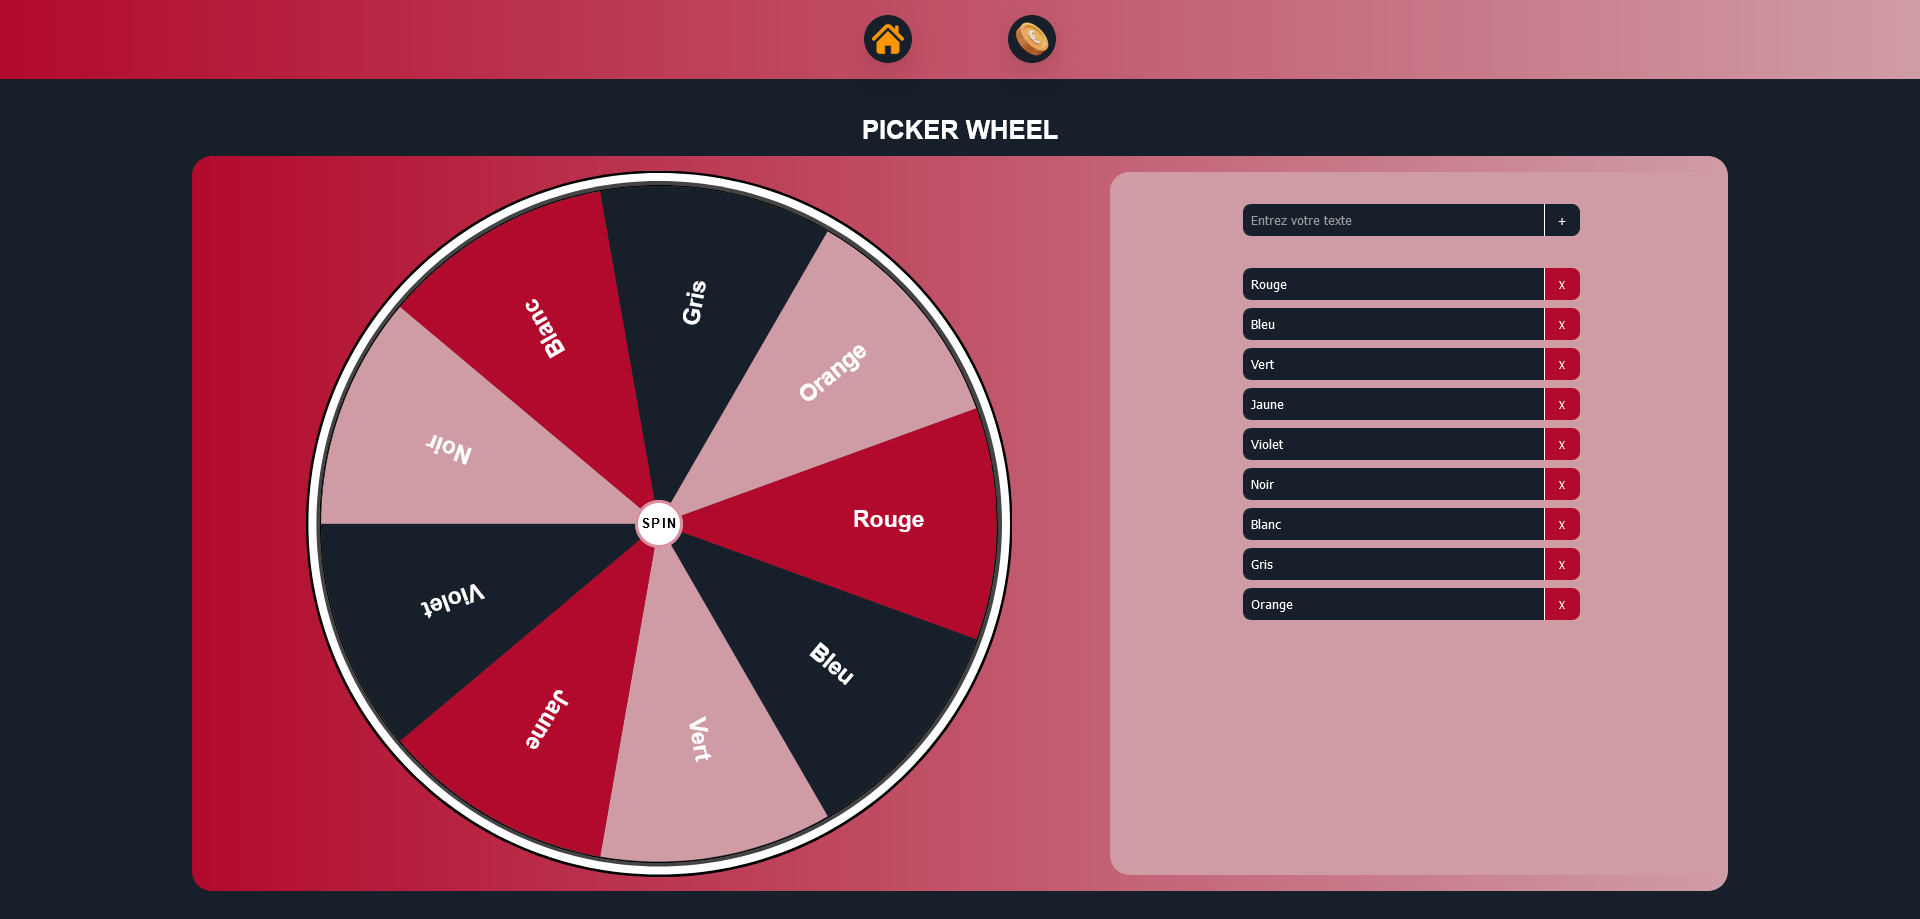 PICKER WHEEL
Gris
Blanc
Orange
Noir
Rouge
SPIN
Violet
Bleu
Jaune
Vert
Entrez votre texte +
Rouge X
Bleu X
Vert X
Jaune X
Violet X
Noir X
Blanc X
Gris X
Orange X